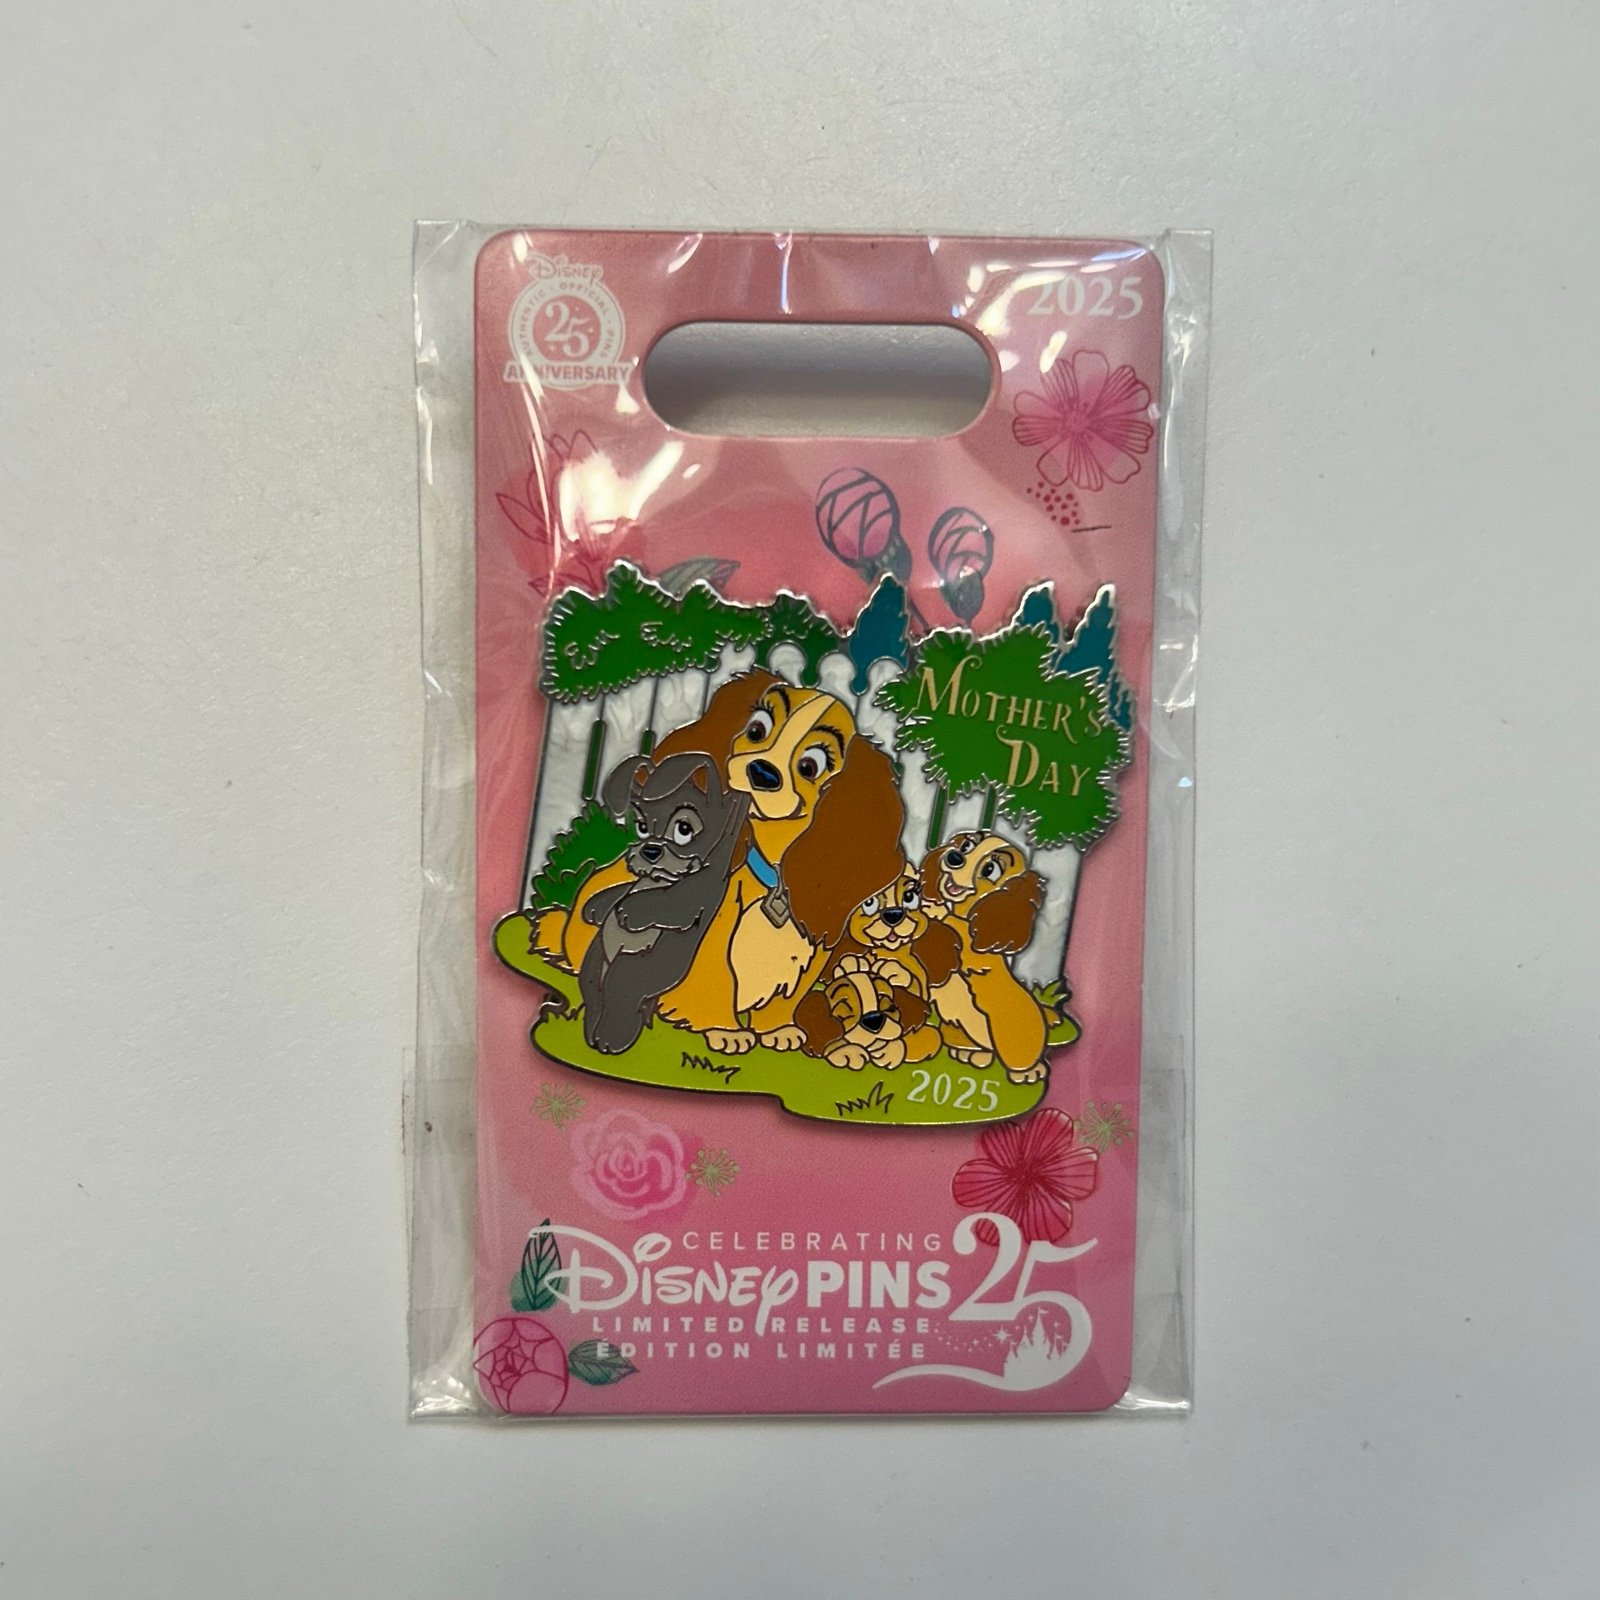 Disney
AUTHENTIC · OFFICIAL · PINS
25
ANNIVERSARY
2025
MOTHER'S
DAY
2025
CELEBRATING
Disney PINS 25
LIMITED RELEASE
ÉDITION LIMITÉE